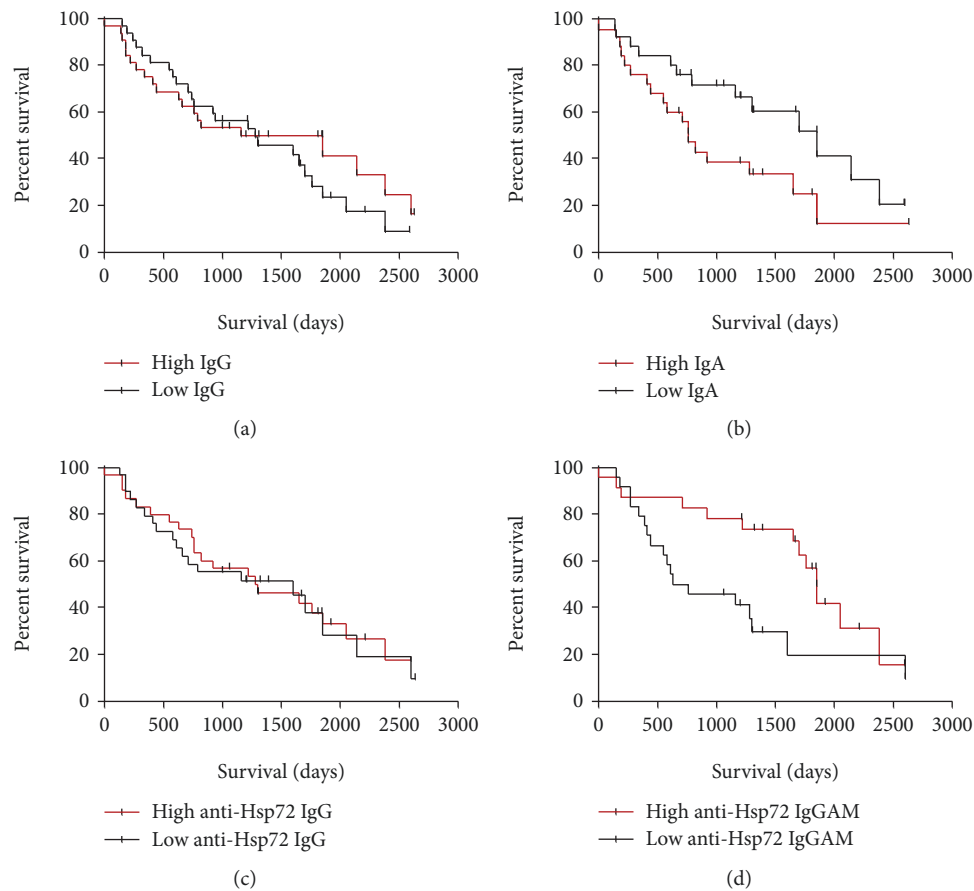 100
80
60
40
20
0
Percent survival
0 500 1000 1500 2000 2500 3000
Survival (days)
High IgG
Low IgG
(a)
100
80
60
40
20
0
Percent survival
0 500 1000 1500 2000 2500 3000
Survival (days)
High IgA
Low IgA
(b)
100
80
60
40
20
0
Percent survival
0 500 1000 1500 2000 2500 3000
Survival (days)
High anti-Hsp72 IgG
Low anti-Hsp72 IgG
(c)
100
80
60
40
20
0
Percent survival
0 500 1000 1500 2000 2500 3000
Survival (days)
High anti-Hsp72 IgGAM
Low anti-Hsp72 IgGAM
(d)